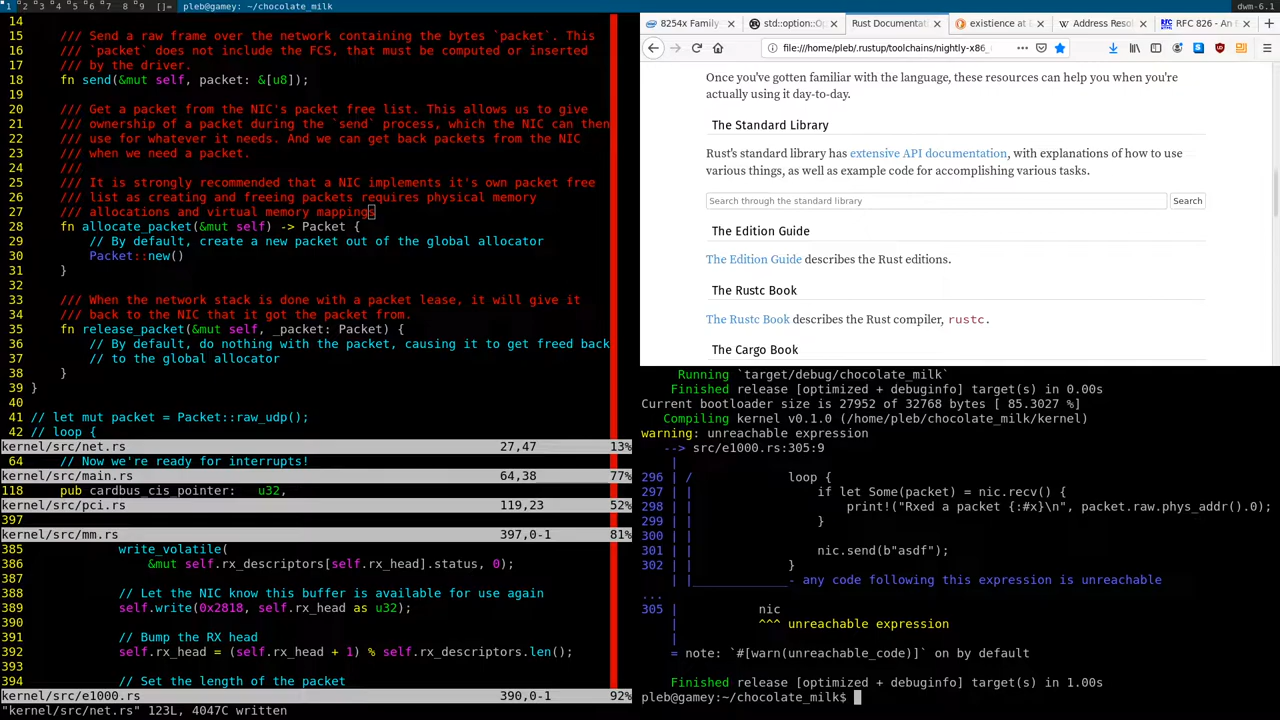 1 2 3 4 5 6 7 8 9 []= pleb@gamey: ~/chocolate_milk
dwm-6.1
14
15 /// Send a raw frame over the network containing the bytes `packet`. This
16 /// `packet` does not include the FCS, that must be computed or inserted
17 /// by the driver.
18 fn send(&mut self, packet: &[u8]);
19
20 /// Get a packet from the NIC's packet free list. This allows us to give
21 /// ownership of a packet during the `send` process, which the NIC can then
22 /// use for whatever it needs. And we can get back packets from the NIC
23 /// when we need a packet.
24 ///
25 /// It is strongly recommended that a NIC implements it's own packet free
26 /// list as creating and freeing packets requires physical memory
27 /// allocations and virtual memory mappings
28 fn allocate_packet(&mut self) -> Packet {
29 // By default, create a new packet out of the global allocator
30 Packet::new()
31 }
32
33 /// When the network stack is done with a packet lease, it will give it
34 /// back to the NIC that it got the packet from.
35 fn release_packet(&mut self, _packet: Packet) {
36 // By default, do nothing with the packet, causing it to get freed back
37 // to the global allocator
38 }
39 }
40
41 // let mut packet = Packet::raw_udp();
42 // loop {
kernel/src/net.rs 27,47 13%
64 // Now we're ready for interrupts!
kernel/src/main.rs 64,38 77%
118 pub cardbus_cis_pointer: u32,
kernel/src/pci.rs 119,23 52%
397
kernel/src/mm.rs 397,0-1 81%
385 write_volatile(
386 &mut self.rx_descriptors[self.rx_head].status, 0);
387
388 // Let the NIC know this buffer is available for use again
389 self.write(0x2818, self.rx_head as u32);
390
391 // Bump the RX head
392 self.rx_head = (self.rx_head + 1) % self.rx_descriptors.len();
393
394 // Set the length of the packet
kernel/src/e1000.rs 390,0-1 92%
"kernel/src/net.rs" 123L, 4047C written
8254x Family
std::option::Op
Rust Documentat
existence at
Address Reso
RFC 826 - An E
file:///home/pleb/.rustup/toolchains/nightly-x86_
Once you've gotten familiar with the language, these resources can help you when you're
actually using it day-to-day.
The Standard Library
Rust's standard library has extensive API documentation, with explanations of how to use
various things, as well as example code for accomplishing various tasks.
Search through the standard library Search
The Edition Guide
The Edition Guide describes the Rust editions.
The Rustc Book
The Rustc Book describes the Rust compiler, rustc.
The Cargo Book
Running `target/debug/chocolate_milk`
Finished release [optimized + debuginfo] target(s) in 0.00s
Current bootloader size is 27952 of 32768 bytes [ 85.3027 %]
Compiling kernel v0.1.0 (/home/pleb/chocolate_milk/kernel)
warning: unreachable expression
--> src/e1000.rs:305:9
|
296 | / loop {
297 | | if let Some(packet) = nic.recv() {
298 | | print!("Rxed a packet {:#x}\n", packet.raw.phys_addr().0);
299 | | }
300 | |
301 | | nic.send(b"asdf");
302 | | }
| |_____________- any code following this expression is unreachable
...
305 | nic
| ^^^ unreachable expression
|
= note: `#[warn(unreachable_code)]` on by default
Finished release [optimized + debuginfo] target(s) in 1.00s
pleb@gamey:~/chocolate_milk$